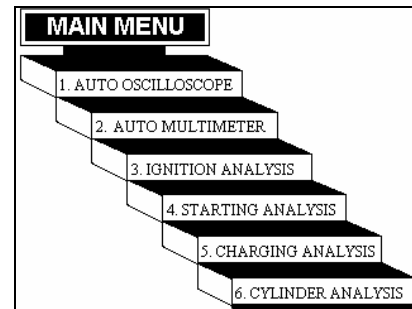 MAIN MENU
1. AUTO OSCILLOSCOPE
2. AUTO MULTIMETER
3. IGNITION ANALYSIS
4. STARTING ANALYSIS
5. CHARGING ANALYSIS
6. CYLINDER ANALYSIS